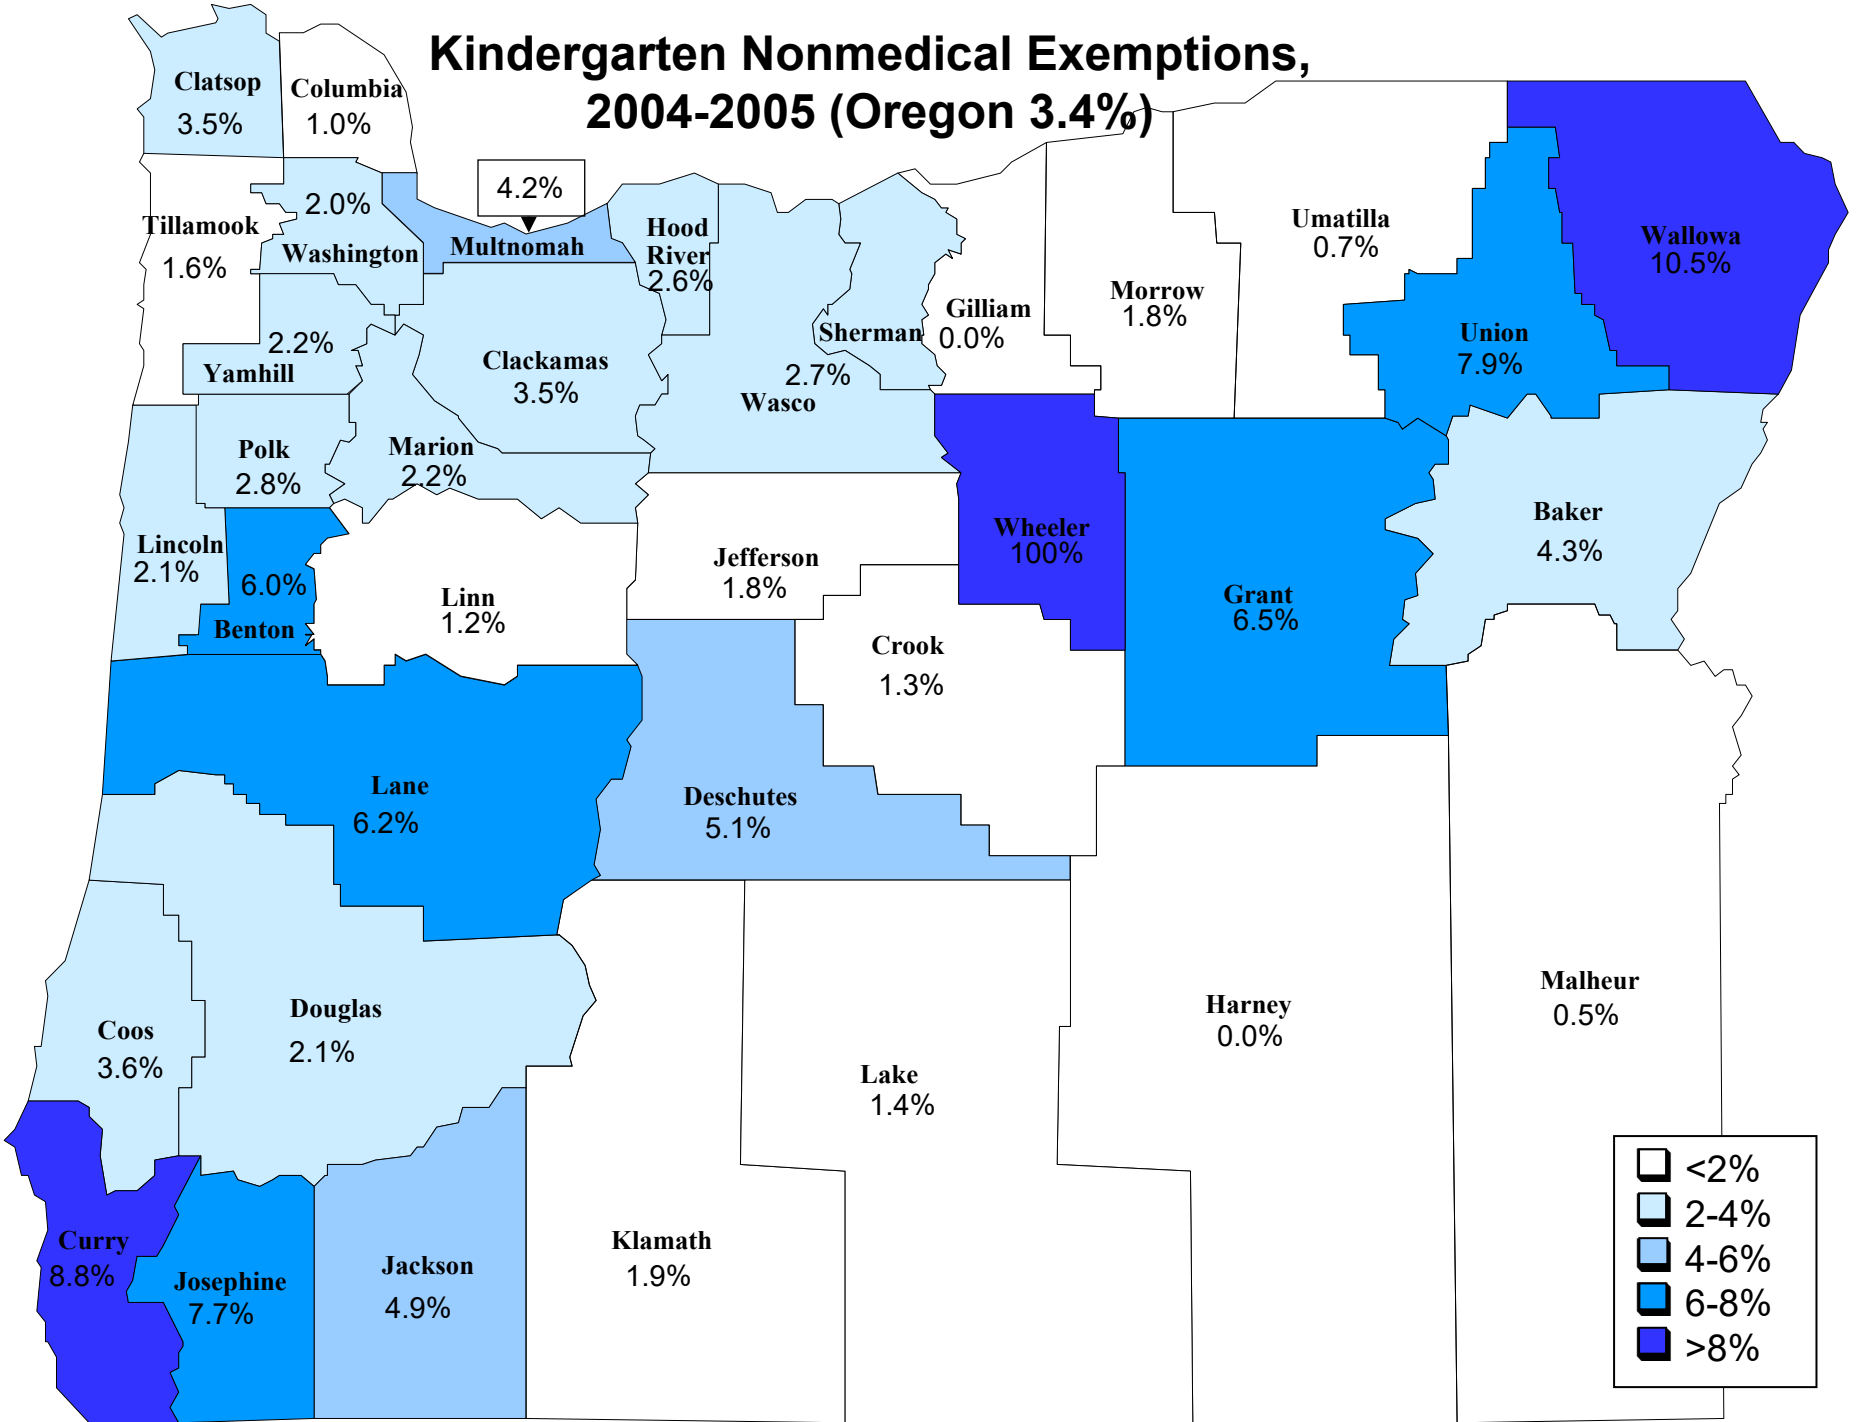 Kindergarten Nonmedical Exemptions,
2004-2005 (Oregon 3.4%)
Clatsop
3.5%
Columbia
1.0%
4.2%
Multnomah
Tillamook
1.6%
2.0%
Washington
Hood
River
2.6%
Umatilla
0.7%
Wallowa
10.5%
Morrow
1.8%
Gilliam
0.0%
Sherman
2.7%
Wasco
Union
7.9%
2.2%
Yamhill
Clackamas
3.5%
Polk
2.8%
Marion
2.2%
Lincoln
2.1%
6.0%
Benton
Linn
1.2%
Jefferson
1.8%
Wheeler
100%
Grant
6.5%
Baker
4.3%
Crook
1.3%
Lane
6.2%
Deschutes
5.1%
Coos
3.6%
Douglas
2.1%
Lake
1.4%
Harney
0.0%
Malheur
0.5%
Curry
8.8%
Josephine
7.7%
Jackson
4.9%
Klamath
1.9%
<2%
2-4%
4-6%
6-8%
>8%